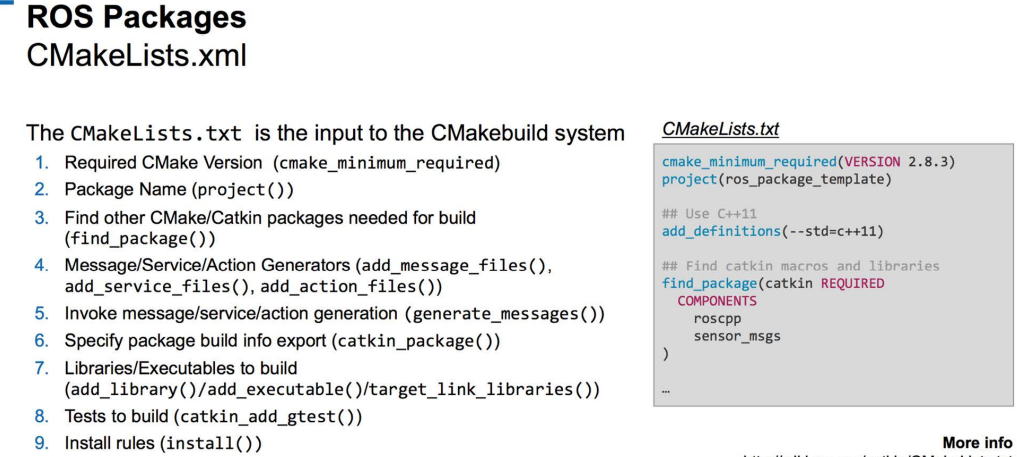 ROS Packages
CMakeLists.xml
The CMakeLists.txt is the input to the CMakebuild system
1. Required CMake Version (cmake_minimum_required)
2. Package Name (project())
3. Find other CMake/Catkin packages needed for build
(find_package())
4. Message/Service/Action Generators (add_message_files(),
add_service_files(), add_action_files())
5. Invoke message/service/action generation (generate_messages())
6. Specify package build info export (catkin_package())
7. Libraries/Executables to build
(add_library()/add_executable()/target_link_libraries())
8. Tests to build (catkin_add_gtest())
9. Install rules (install())
CMakeLists.txt
cmake_minimum_required(VERSION 2.8.3)
project(ros_package_template)
## Use C++11
add_definitions(--std=c++11)
## Find catkin macros and libraries
find_package(catkin REQUIRED
COMPONENTS
roscpp
sensor_msgs
)
…
More info